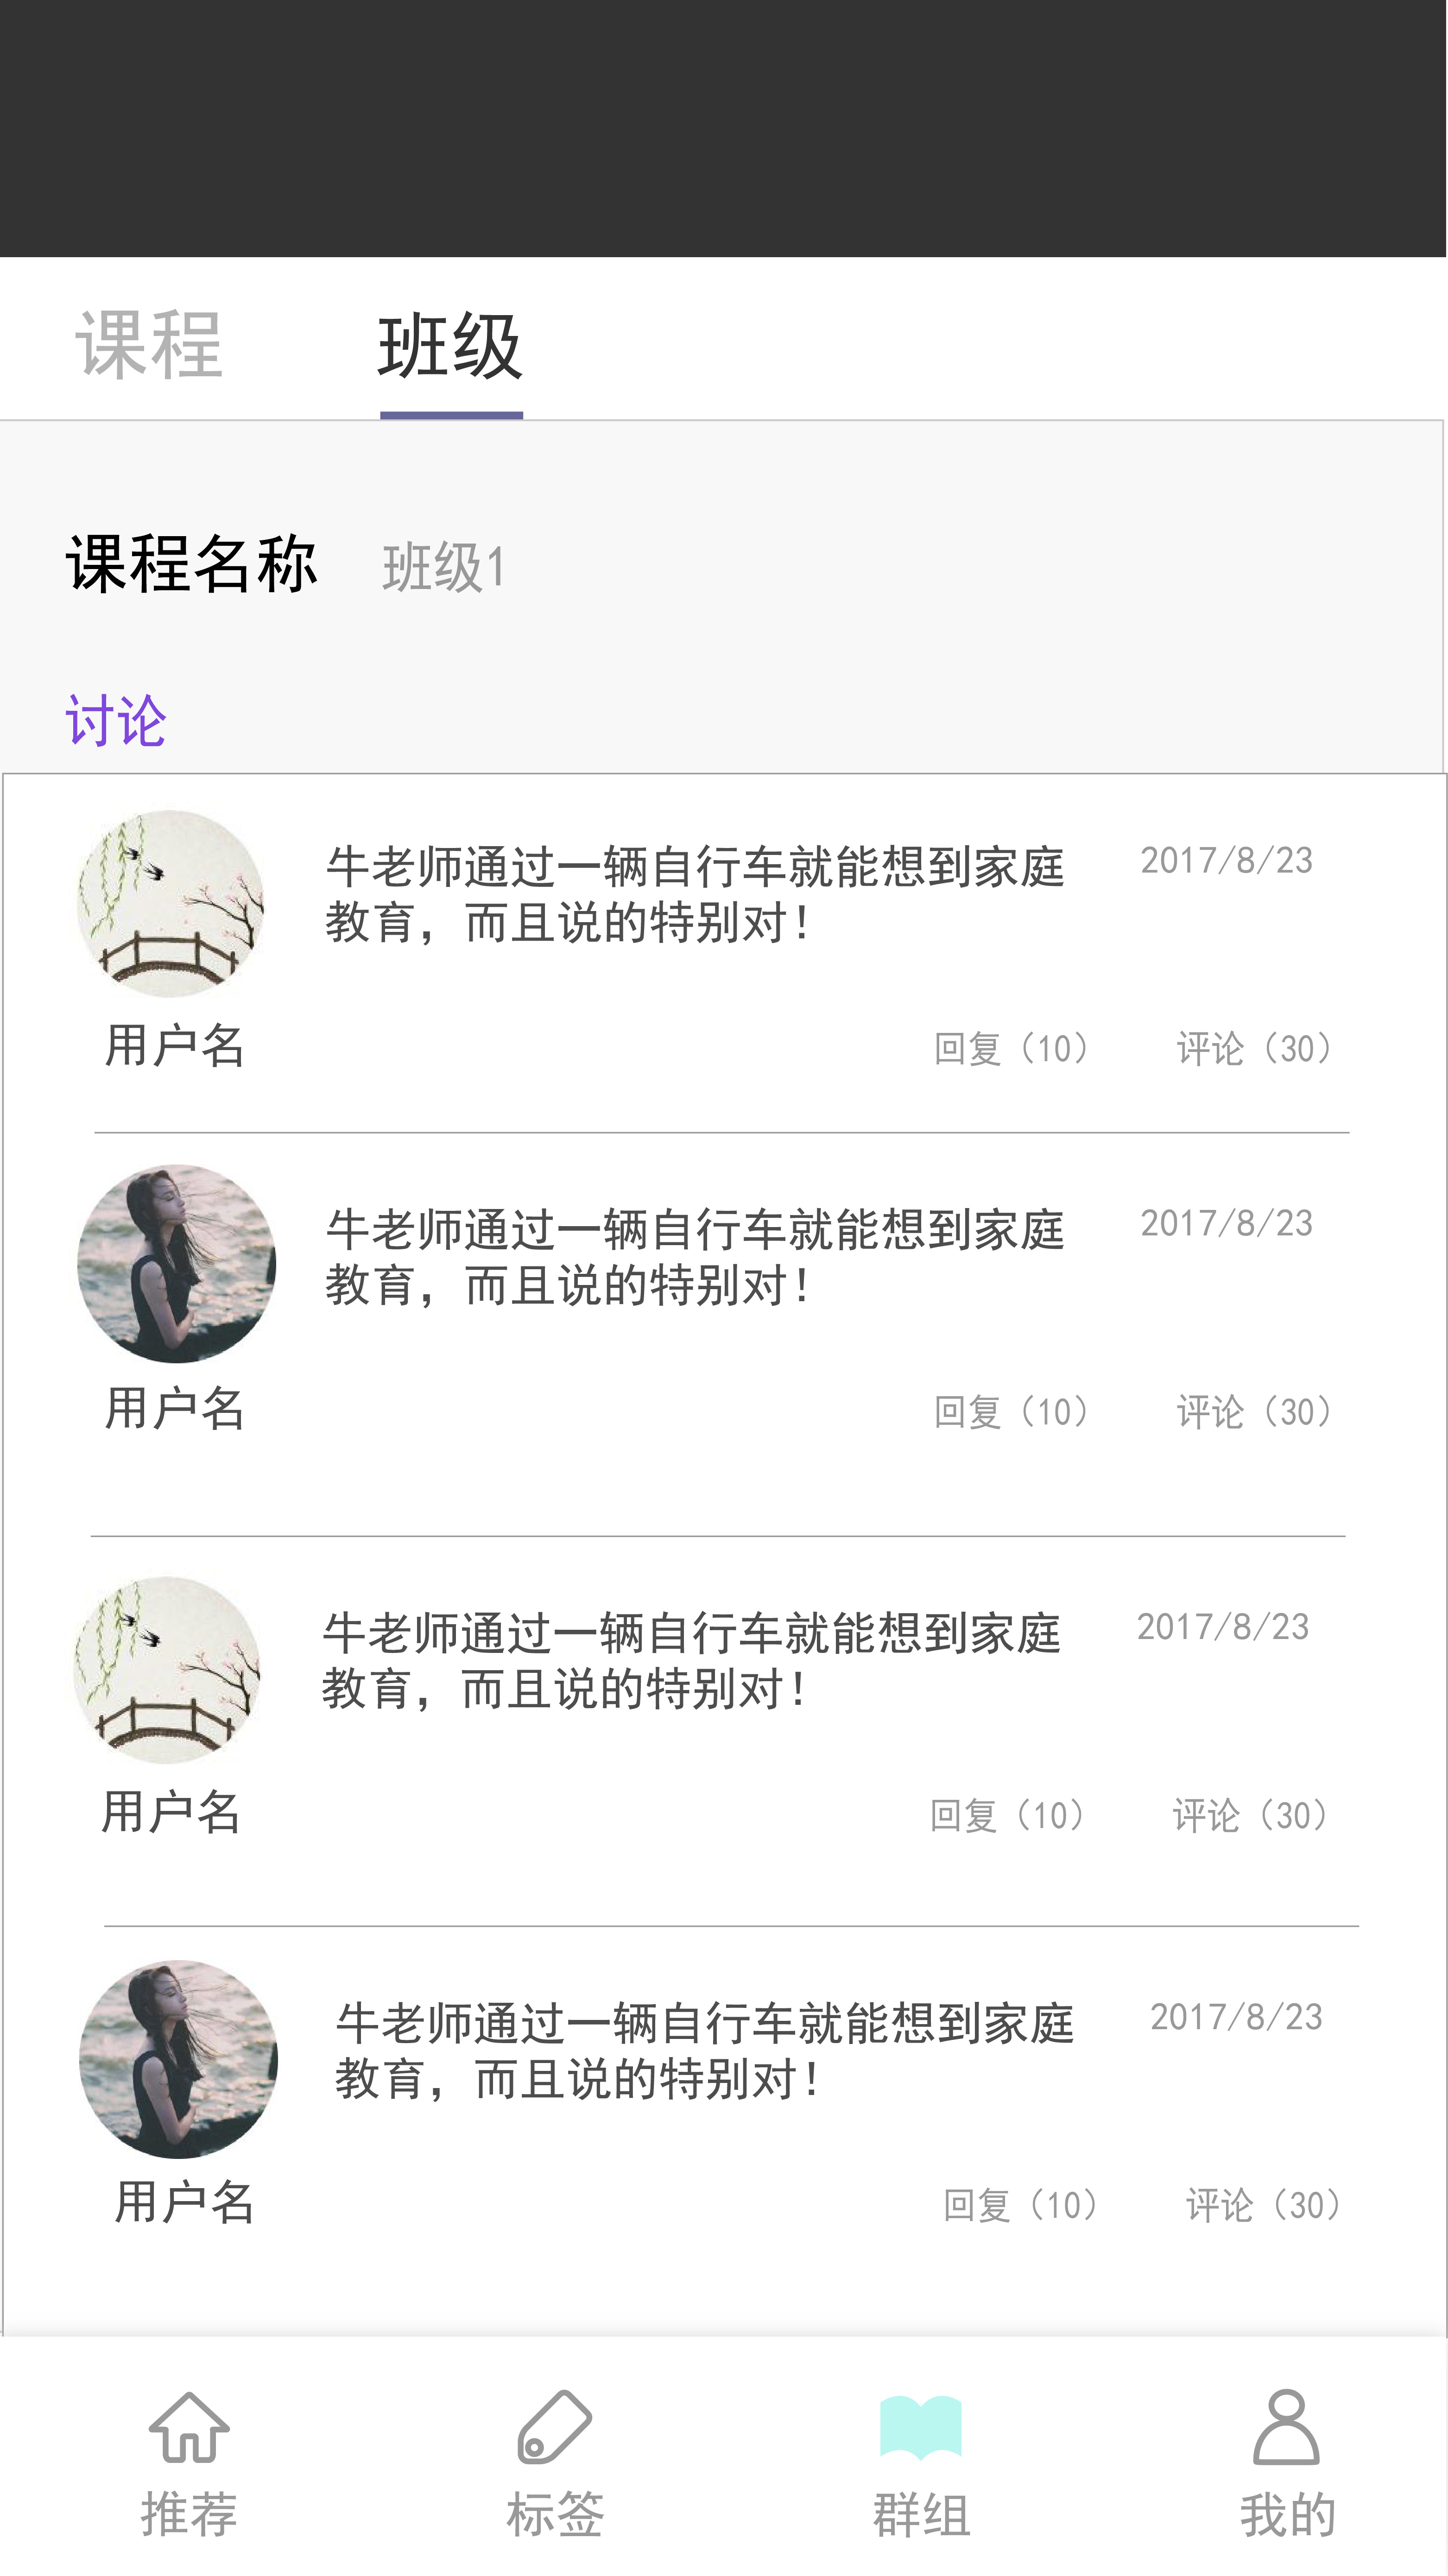 课程 班级
课程名称 班级1
讨论
牛老师通过一辆自行车就能想到家庭 2017/8/23
教育，而且说的特别对！
用户名 回复（10） 评论（30）
牛老师通过一辆自行车就能想到家庭 2017/8/23
教育，而且说的特别对！
用户名 回复（10） 评论（30）
牛老师通过一辆自行车就能想到家庭 2017/8/23
教育，而且说的特别对！
用户名 回复（10） 评论（30）
牛老师通过一辆自行车就能想到家庭 2017/8/23
教育，而且说的特别对！
用户名 回复（10） 评论（30）
推荐 标签 群组 我的